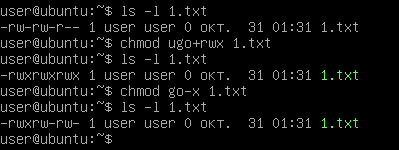 user@ubuntu:~$ ls -l 1.txt
-rw-rw-r-- 1 user user 0 окт.  31 01:31 1.txt
user@ubuntu:~$ chmod ugo+rwx 1.txt
user@ubuntu:~$ ls -l 1.txt
-rwxrwxrwx 1 user user 0 окт.  31 01:31 1.txt
user@ubuntu:~$ chmod go-x 1.txt
user@ubuntu:~$ ls -l 1.txt
-rwxrw-rw- 1 user user 0 окт.  31 01:31 1.txt
user@ubuntu:~$